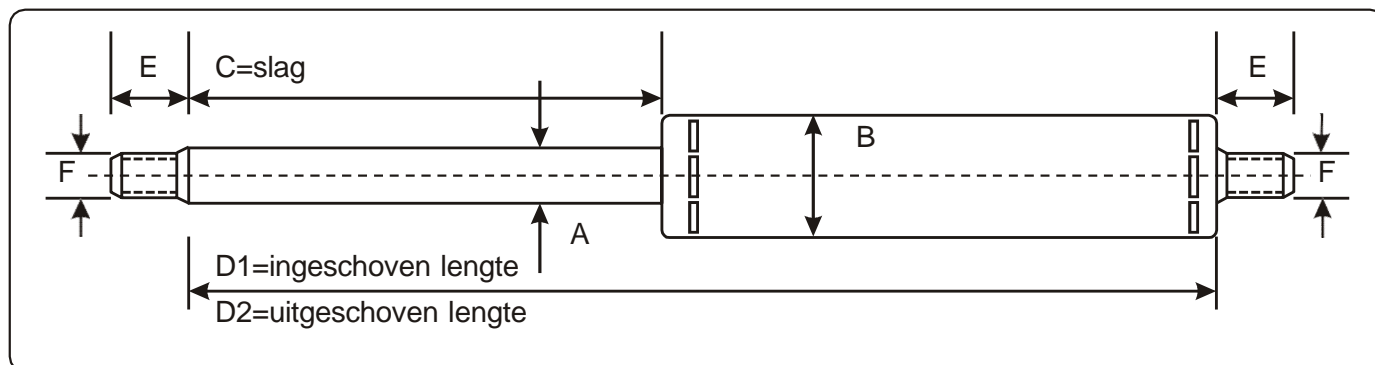 E
C=slag
E
B
F
F
A
D1=ingeschoven lengte
D2=uitgeschoven lengte